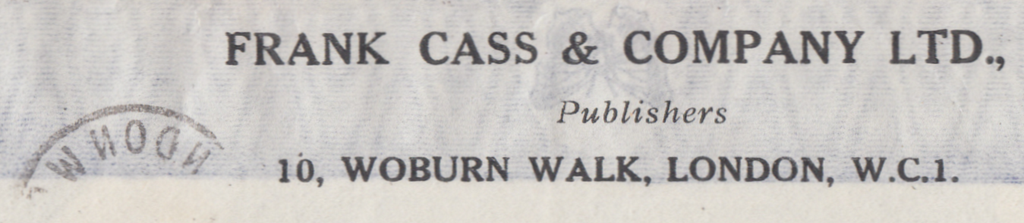 FRANK CASS & COMPANY LTD.,
Publishers
10, WOBURN WALK, LONDON, W.C.1.